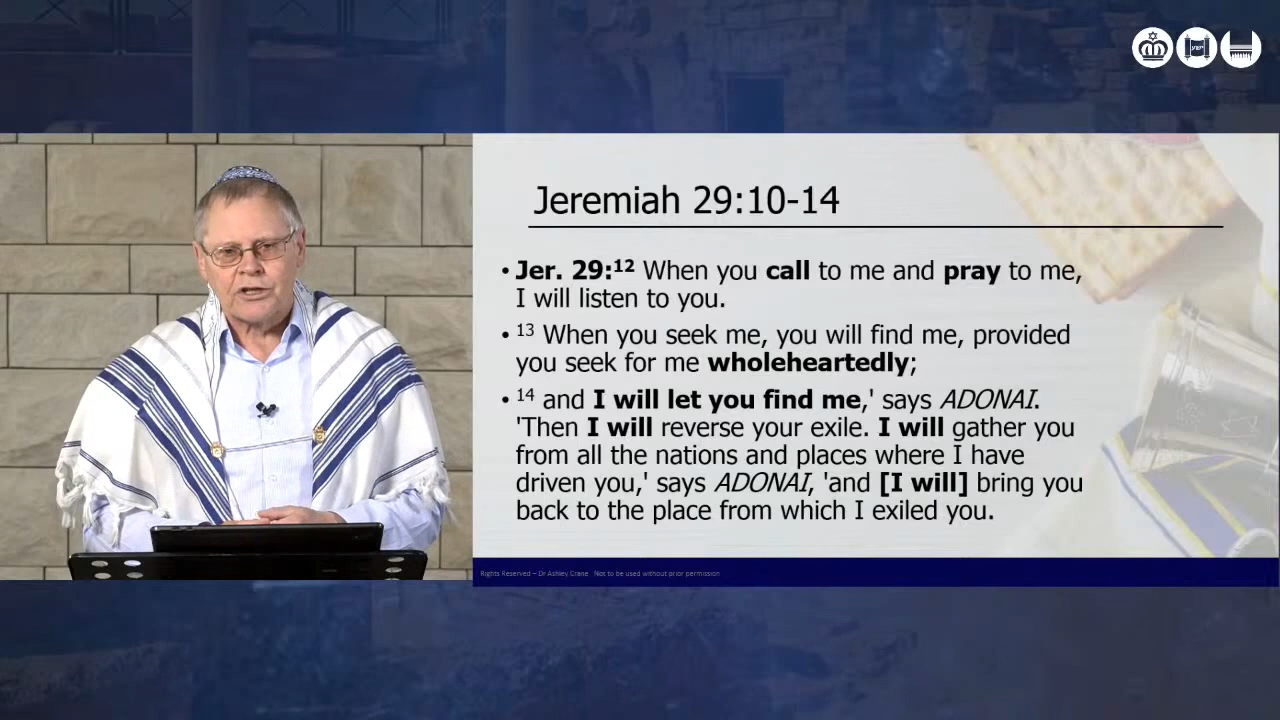 Jeremiah 29:10-14
• Jer. 29:12 When you call to me and pray to me,
I will listen to you.
• 13 When you seek me, you will find me, provided
you seek for me wholeheartedly;
• 14 and I will let you find me,' says ADONAI.
'Then I will reverse your exile. I will gather you
from all the nations and places where I have
driven you,' says ADONAI, 'and [I will] bring you
back to the place from which I exiled you.
Rights Reserved – Dr Ashley Crane Not to be used without prior permission